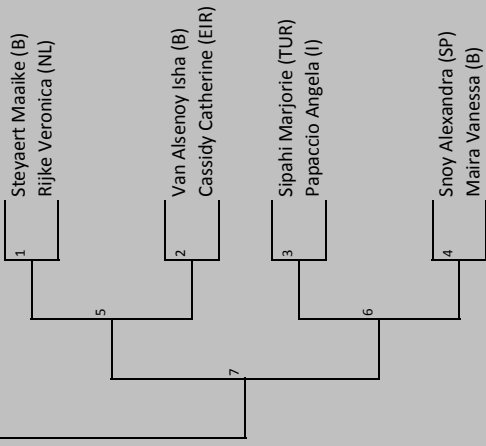 Steyaert Maaike (B)
Rijke Veronica (NL)
Van Alsenoy Isha (B)
Cassidy Catherine (EIR)
Sipahi Marjorie (TUR)
Papaccio Angela (I)
Snoy Alexandra (SP)
Maira Vanessa (B)
1
2
3
4
5
6
7